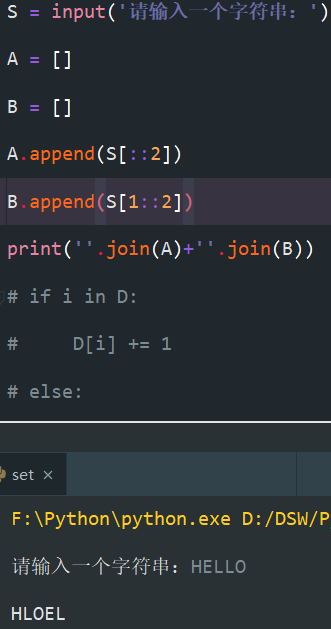 S = input('请输入一个字符串：')
A = []
B = []
A.append(S[::2])
B.append(S[1::2])
print(''.join(A)+''.join(B))
# if i in D:
#     D[i] += 1
# else:
set ×
F:\Python\python.exe D:/DSW/P
请输入一个字符串：HELLO
HLOEL